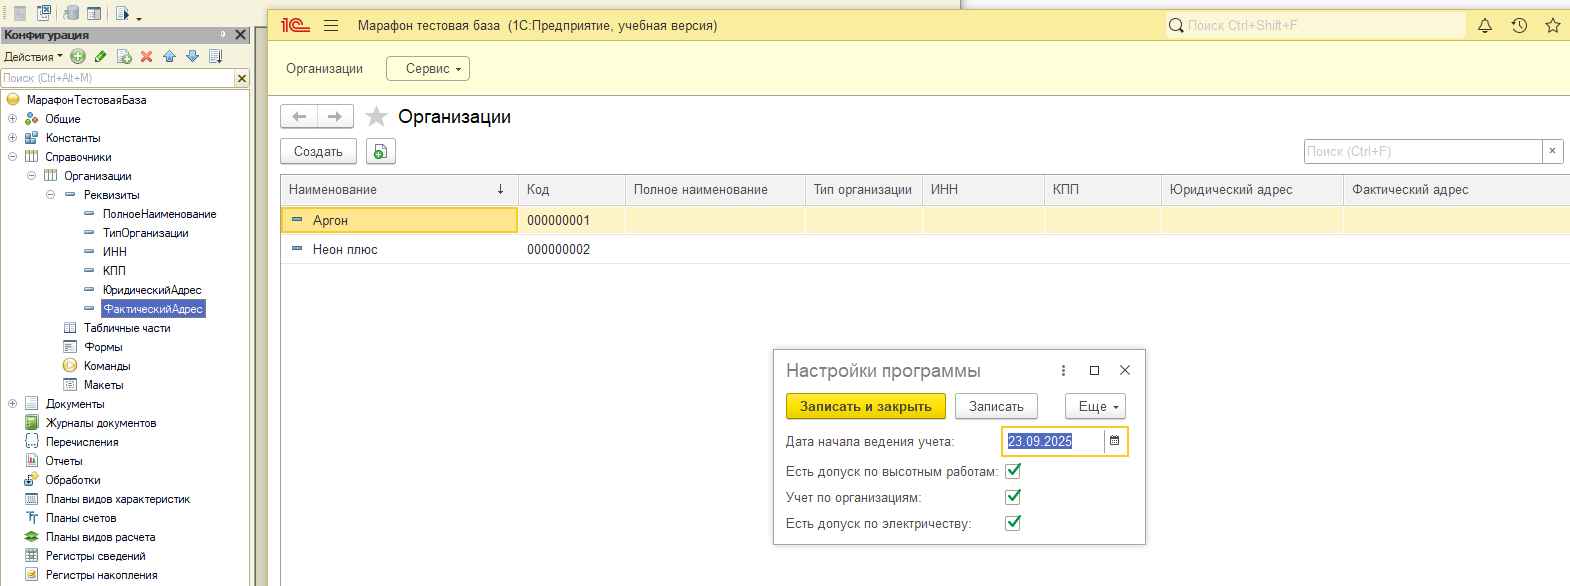 Конфигурация
Действия
Поиск (Ctrl+Alt+M)
МарафонТестоваяБаза
Общие
Константы
Справочники
Организации
Реквизиты
ПолноеНаименование
ТипОрганизации
ИНН
КПП
ЮридическийАдрес
ФактическийАдрес
Табличные части
Формы
Команды
Макеты
Документы
Журналы документов
Перечисления
Отчеты
Обработки
Планы видов характеристик
Планы счетов
Планы видов расчета
Регистры сведений
Регистры накопления
1С Марафон тестовая база (1С:Предприятие, учебная версия) Поиск Ctrl+Shift+F
Организации Сервис
Организации
Создать Поиск (Ctrl+F)
Наименование Код Полное наименование Тип организации ИНН КПП Юридический адрес Фактический адрес
Аргон 000000001
Неон плюс 000000002
Настройки программы
Записать и закрыть Записать Еще
Дата начала ведения учета: 23.09.2025
Есть допуск по высотным работам:
Учет по организациям:
Есть допуск по электричеству: